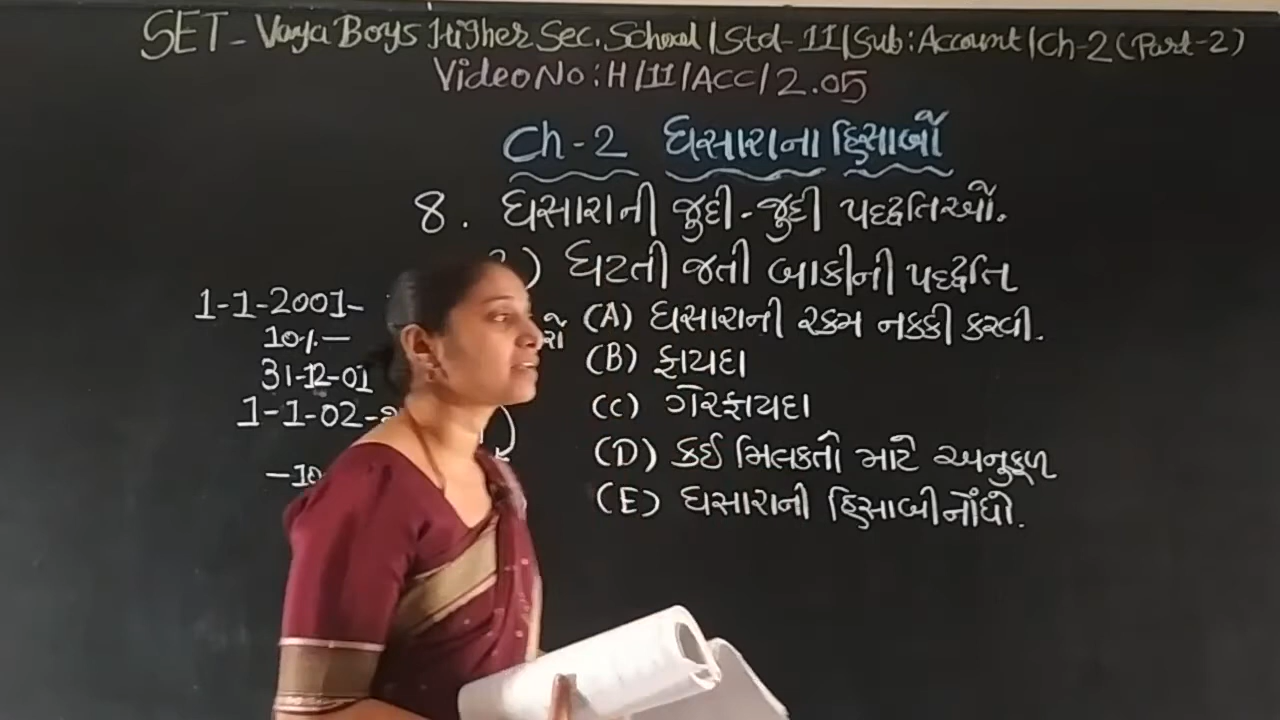 SET - Vaya Boys Higher Sec. School / Std - 11 / Sub : Account / Ch-2 (Part-2)
Video No : H/11/ACC/2.05
Ch - 2 ઘસારાના હિસાબો
8. ઘસારાની જુદી-જુદી પદ્ધતિઓ.
) ઘટતી જતી બાકીની પદ્ધતિ
1-1-2001-
(A) ઘસારાની રકમ નક્કી કરવી.
10%-
31-12-01
(B) ફાયદા
1-1-02-
(C) ગેરફાયદા
(D) કઈ મિલકતો માટે અનુકૂળ
-10
(E) ઘસારાની હિસાબી નોંધો.